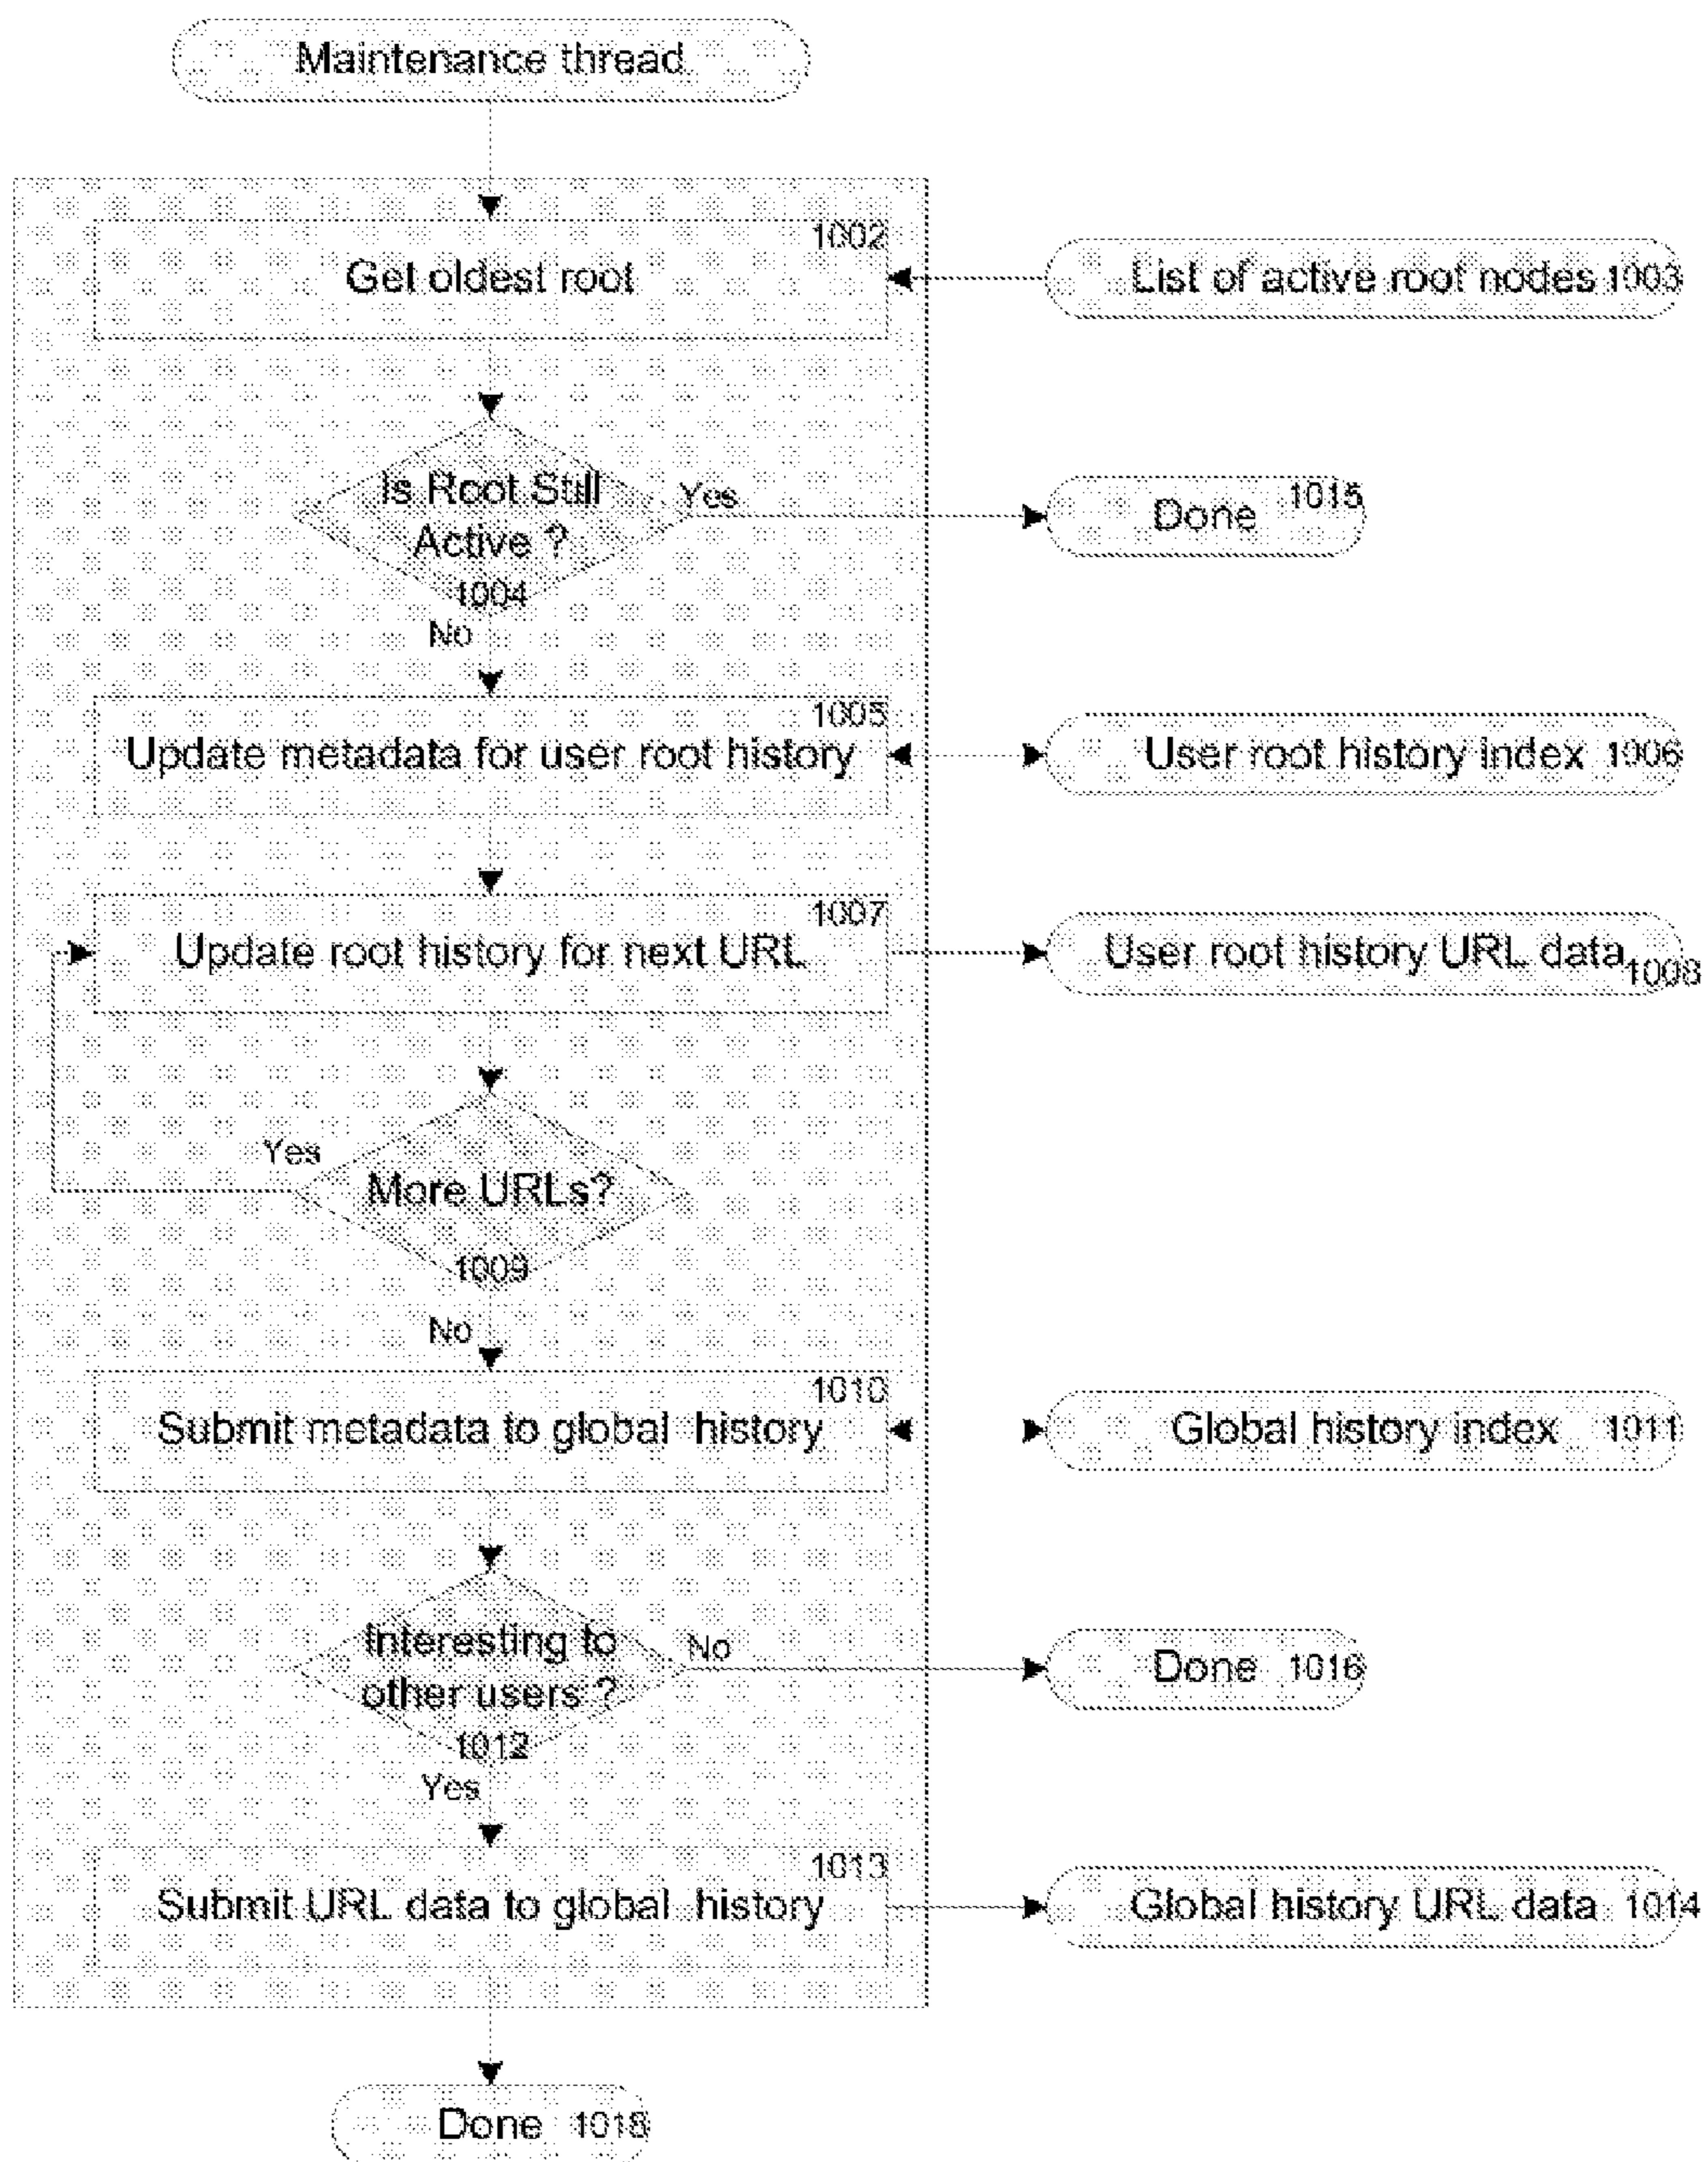 Maintenance thread
1002
Get oldest root
List of active root nodes 1003
Is Root Still
Active ?
1004
Yes
Done 1015
No
1005
Update metadata for user root history
User root history index 1006
1007
Update root history for next URL
User root history URL data 1008
Yes
More URLs?
1009
No
1010
Submit metadata to global history
Global history index 1011
Interesting to
other users ?
1012
No
Done 1016
Yes
1013
Submit URL data to global history
Global history URL data 1014
Done 1018